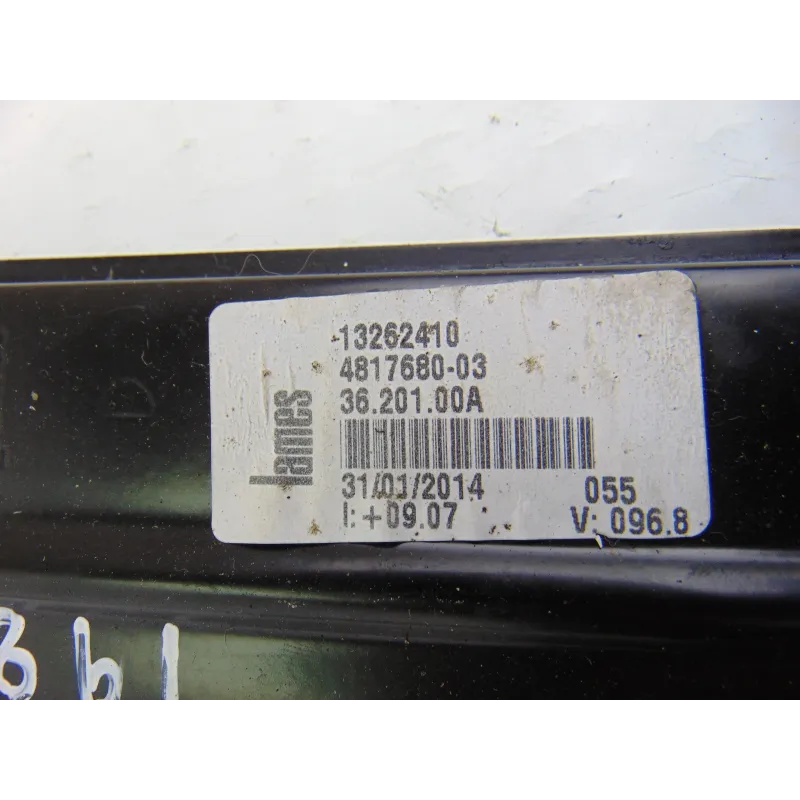 13262410
4817680-03
36.201.00A
Lames
31/01/2014 055
I: +09.07 V: 096.8